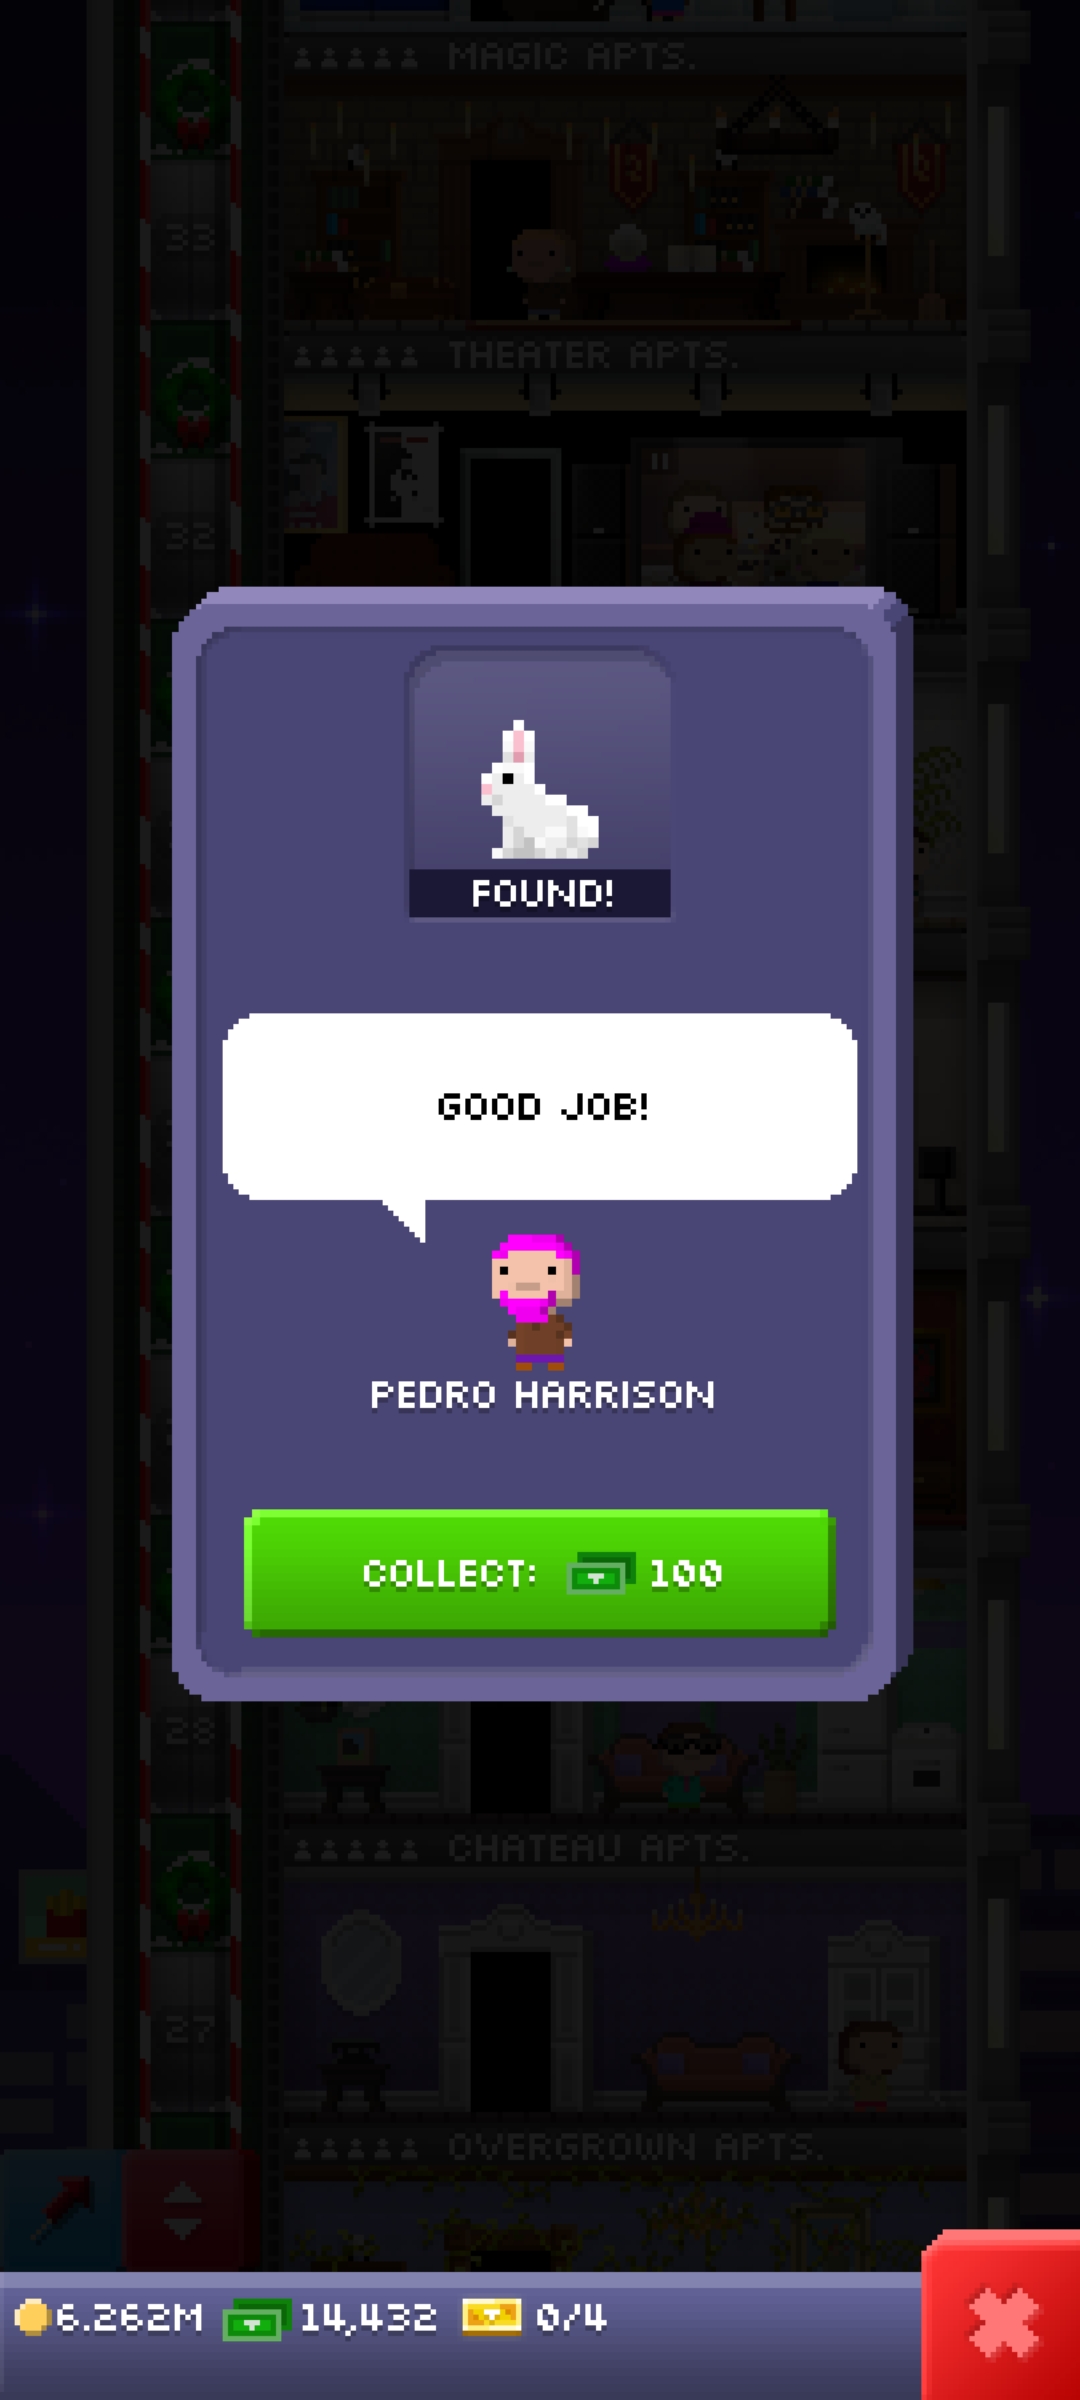 MAGIC APTS.
33
THEATER APTS.
32
FOUND!
GOOD JOB!
PEDRO HARRISON
COLLECT: 100
28
CHATEAU APTS.
27
OVERGROWN APTS.
6.262M 14,432 0/4